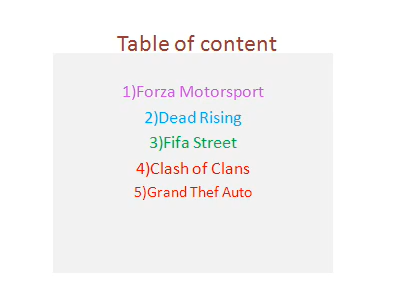 Table of content
1)Forza Motorsport
2)Dead Rising
3)Fifa Street
4)Clash of Clans
5)Grand Thef Auto